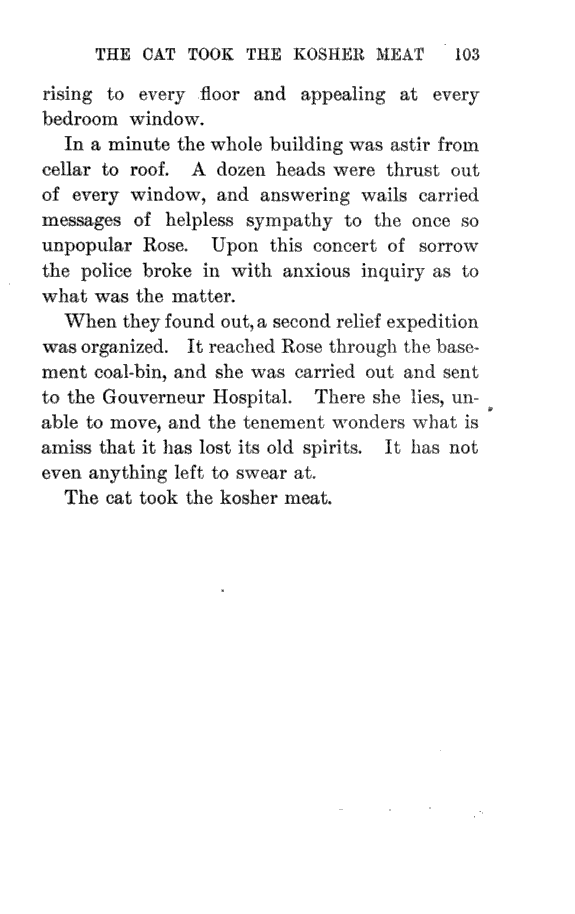 THE CAT TOOK THE KOSHER MEAT 103
rising to every floor and appealing at every
bedroom window.
In a minute the whole building was astir from
cellar to roof. A dozen heads were thrust out
of every window, and answering wails carried
messages of helpless sympathy to the once so
unpopular Rose. Upon this concert of sorrow
the police broke in with anxious inquiry as to
what was the matter.
When they found out, a second relief expedition
was organized. It reached Rose through the base-
ment coal-bin, and she was carried out and sent
to the Gouverneur Hospital. There she lies, un-
able to move, and the tenement wonders what is
amiss that it has lost its old spirits. It has not
even anything left to swear at.
The cat took the kosher meat.